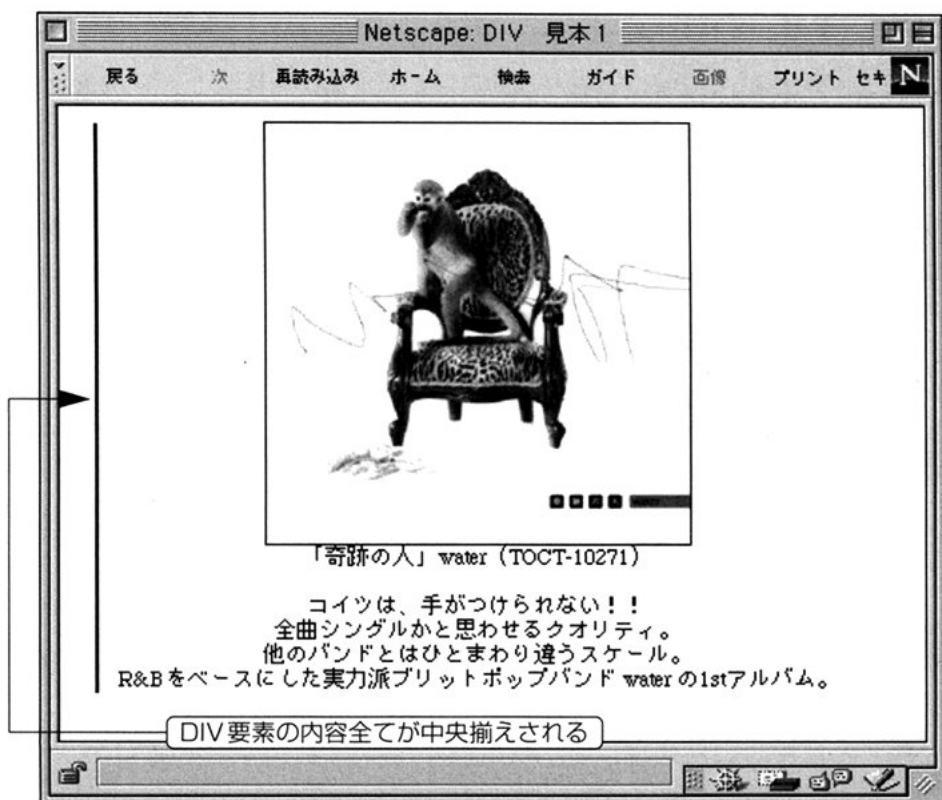 Netscape: DIV 見本1
戻る 次 再読み込み ホーム 検索 ガイド 画像 プリント セキ N
「奇跡の人」water（TOCT-10271）
コイツは、手がつけられない！！
全曲シングルかと思わせるクオリティ。
他のバンドとはひとまわり違うスケール。
R&Bをベースにした実力派ブリットポップバンド waterの1stアルバム。
DIV要素の内容全てが中央揃えされる